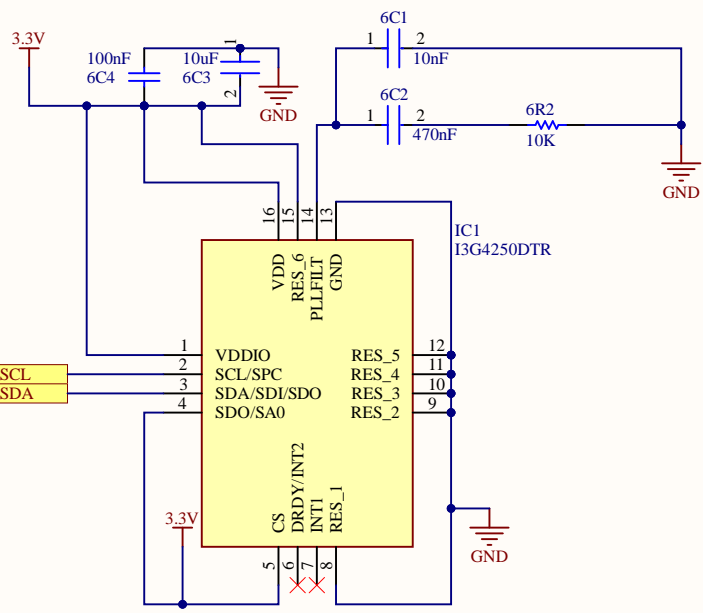 6C1
3.3V
1
1
2
100nF
10uF
10nF
6C4
6C3
2
6C2
6R2
GND
1
2
470nF
10K
GND
16
15
14
13
IC1
I3G4250DTR
VDD
RES_6
PLLFILT
GND
1
VDDIO
RES_5
12
SCL
2
SCL/SPC
RES_4
11
SDA
3
SDA/SDI/SDO
RES_3
10
4
SDO/SA0
RES_2
9
CS
DRDY/INT2
INT1
RES_1
3.3V
GND
5
6
7
8